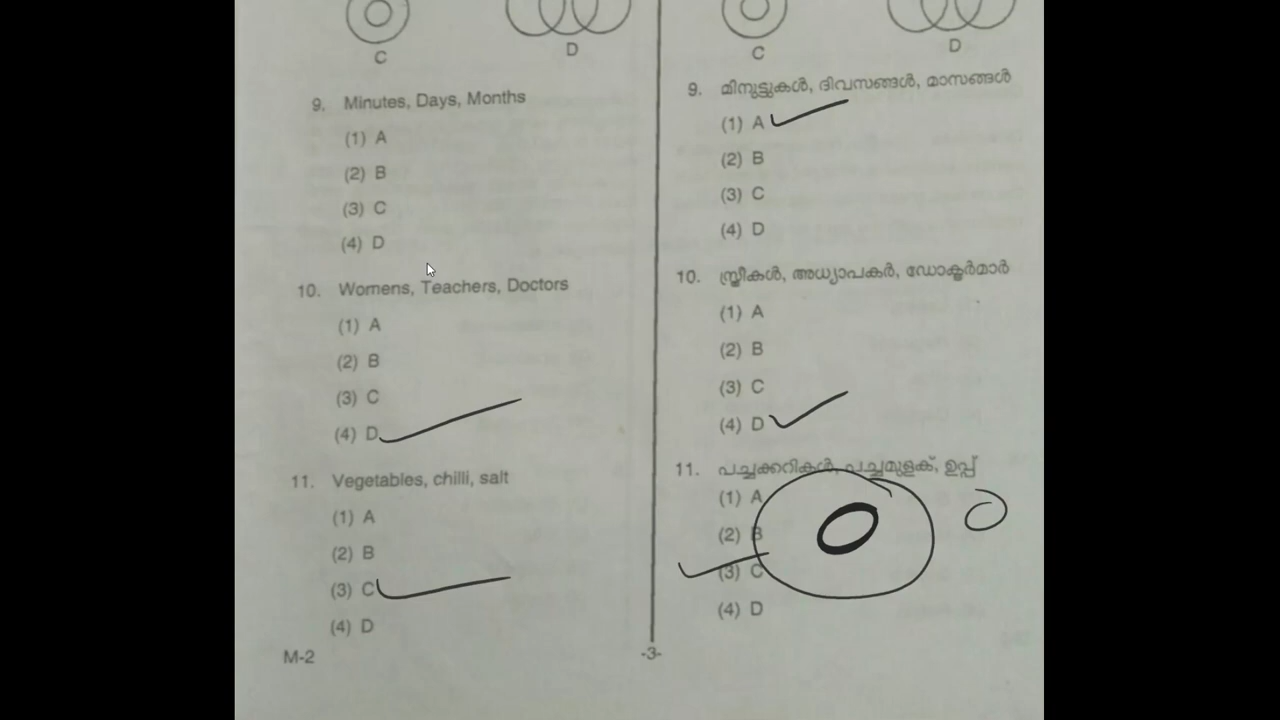 C
D
9. Minutes, Days, Months
(1) A
(2) B
(3) C
(4) D
10. Womens, Teachers, Doctors
(1) A
(2) B
(3) C
(4) D
11. Vegetables, chilli, salt
(1) A
(2) B
(3) C
(4) D
M-2
C
D
9. മിനുട്ടുകൾ, ദിവസങ്ങൾ, മാസങ്ങൾ
(1) A
(2) B
(3) C
(4) D
10. സ്ത്രീകൾ, അധ്യാപകർ, ഡോക്ടർമാർ
(1) A
(2) B
(3) C
(4) D
11. പച്ചക്കറികൾ, പച്ചമുളക്, ഉപ്പ്
(1) A
(2) B
(3) C
(4) D
-3-